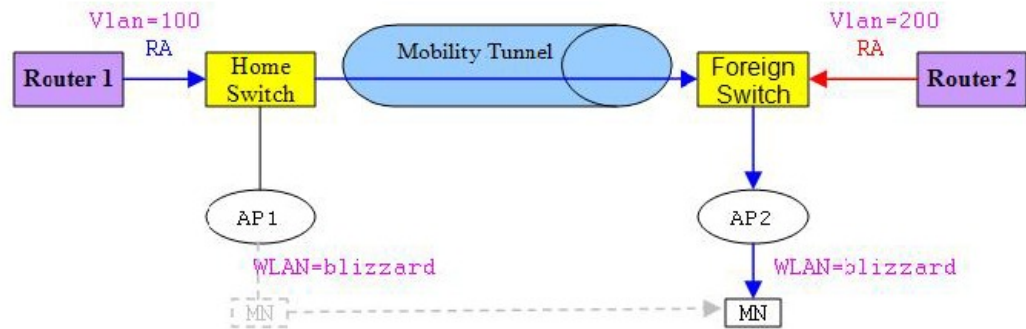 Vlan=100
RA
Mobility Tunnel
Vlan=200
RA
Router 1
Home
Switch
Foreign
Switch
Router 2
AP1
AP2
WLAN=blizzard
WLAN=blizzard
MN
MN